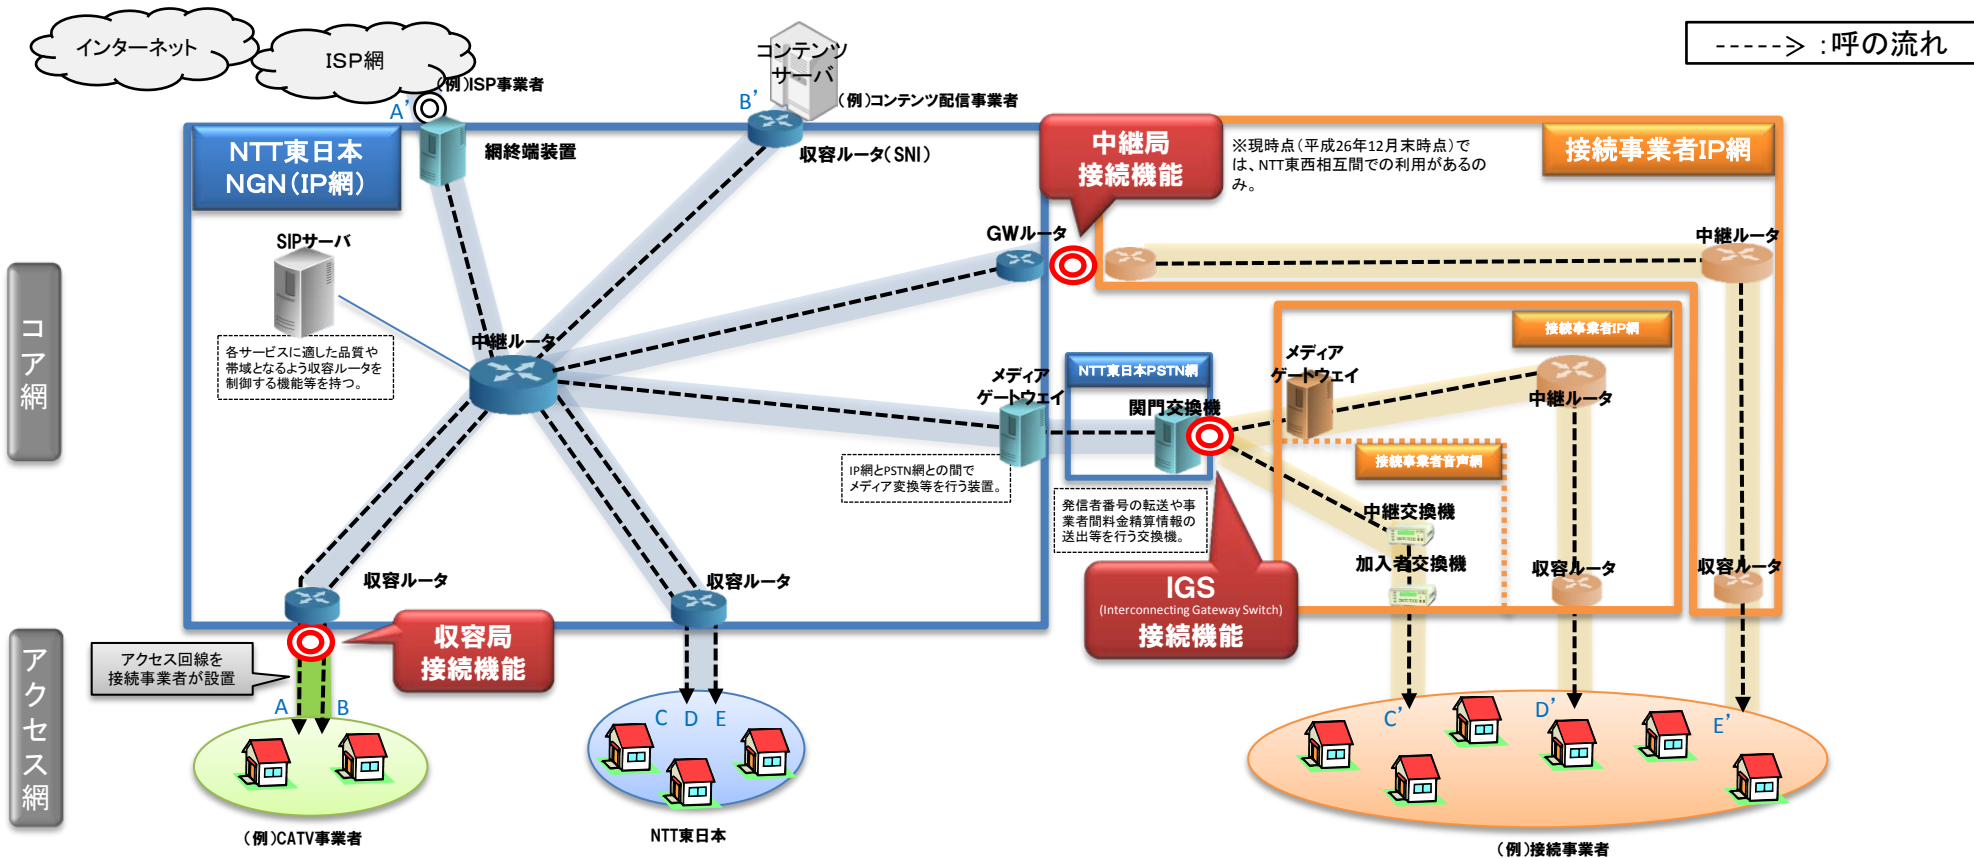 インターネット
ISP網
(例)ISP事業者
A’
コンテンツ
サーバ
B’
(例)コンテンツ配信事業者
-----> :呼の流れ
NTT東日本
NGN(IP網)
網終端装置
収容ルータ(SNI)
中継局
接続機能
※現時点(平成26年12月末時点)で
は、NTT東西相互間での利用があるの
み。
接続事業者IP網
SIPサーバ
GWルータ
中継ルータ
コア網
各サービスに適した品質や
帯域となるよう収容ルータを
制御する機能等を持つ。
中継ルータ
メディア
ゲートウェイ
NTT東日本PSTN網
関門交換機
メディア
ゲートウェイ
接続事業者IP網
中継ルータ
接続事業者音声網
IP網とPSTN網との間で
メディア変換等を行う装置。
発信者番号の転送や事
業者間料金精算情報の
送出等を行う交換機。
中継交換機
加入者交換機
収容ルータ
収容ルータ
収容ルータ
収容ルータ
IGS
(Interconnecting Gateway Switch)
接続機能
収容局
接続機能
アクセス網
アクセス回線を
接続事業者が設置
A
B
C D E
C’
D’
E’
(例)CATV事業者
NTT東日本
(例)接続事業者